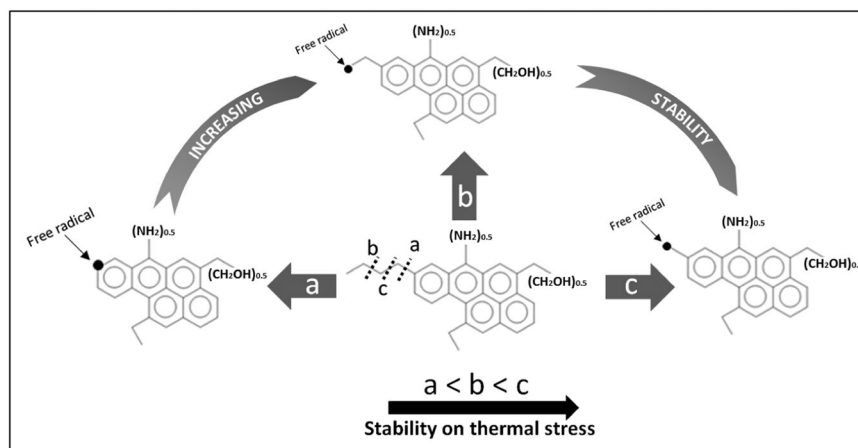 Free radical
(NH2)0.5
(CH2OH)0.5
INCREASING
STABILITY
Free radical
(NH2)0.5
(CH2OH)0.5
a
b
b
a
c
(NH2)0.5
(CH2OH)0.5
c
Free radical
(NH2)0.5
(CH2OH)0.5
a < b < c
Stability on thermal stress